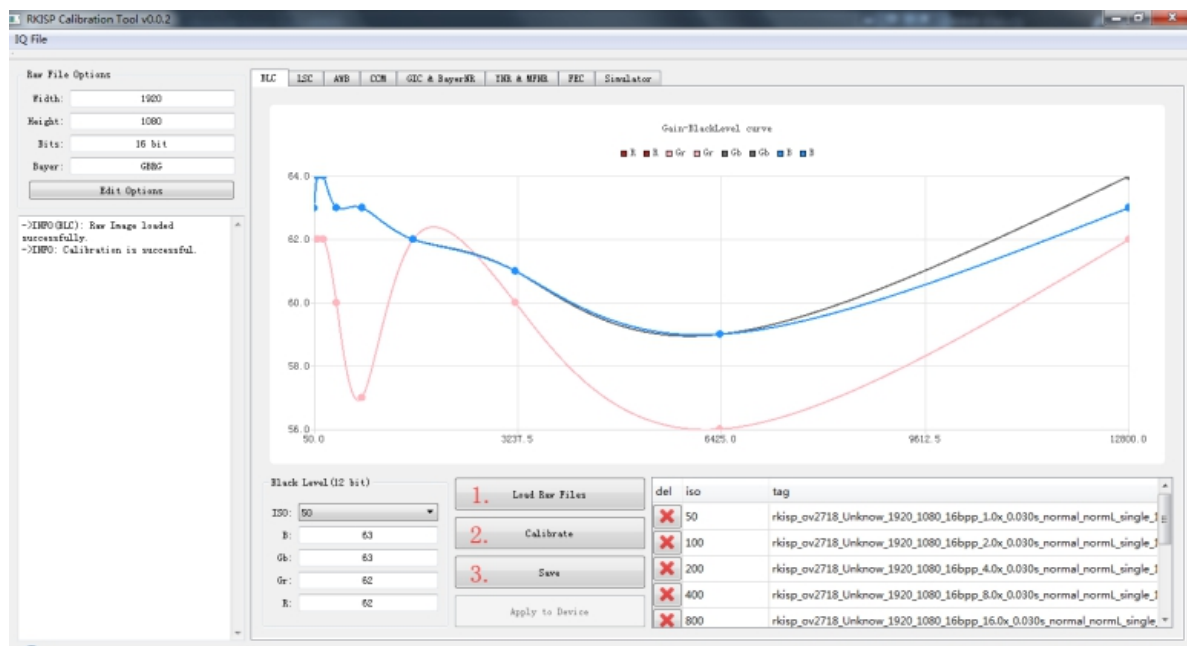 RKISP Calibration Tool v0.0.2
IQ File
Raw File Options
Width: 1920
Height: 1080
Bits: 16 bit
Bayer: GBRG
Edit Options
->INFO(BLC): Raw Image loaded
successfully.
->INFO: Calibration is successful.
BLC LSC AWB CCM GIC & BayerNR YNR & MFNR FEC Simulator
Gain-BlackLevel curve
R R Gr Gr Gb Gb B B
64.0
62.0
60.0
58.0
56.0
50.0 3237.5 6425.0 9612.5 12800.0
Black Level(12 bit)
ISO: 50
B: 63
Gb: 63
Gr: 62
R: 62
1. Load Raw Files
2. Calibrate
3. Save
Apply to Device
del iso tag
50 rkisp_ov2718_Unknow_1920_1080_16bpp_1.0x_0.030s_normal_normL_single_1
100 rkisp_ov2718_Unknow_1920_1080_16bpp_2.0x_0.030s_normal_normL_single_1
200 rkisp_ov2718_Unknow_1920_1080_16bpp_4.0x_0.030s_normal_normL_single_1
400 rkisp_ov2718_Unknow_1920_1080_16bpp_8.0x_0.030s_normal_normL_single_1
800 rkisp_ov2718_Unknow_1920_1080_16bpp_16.0x_0.030s_normal_normL_single_